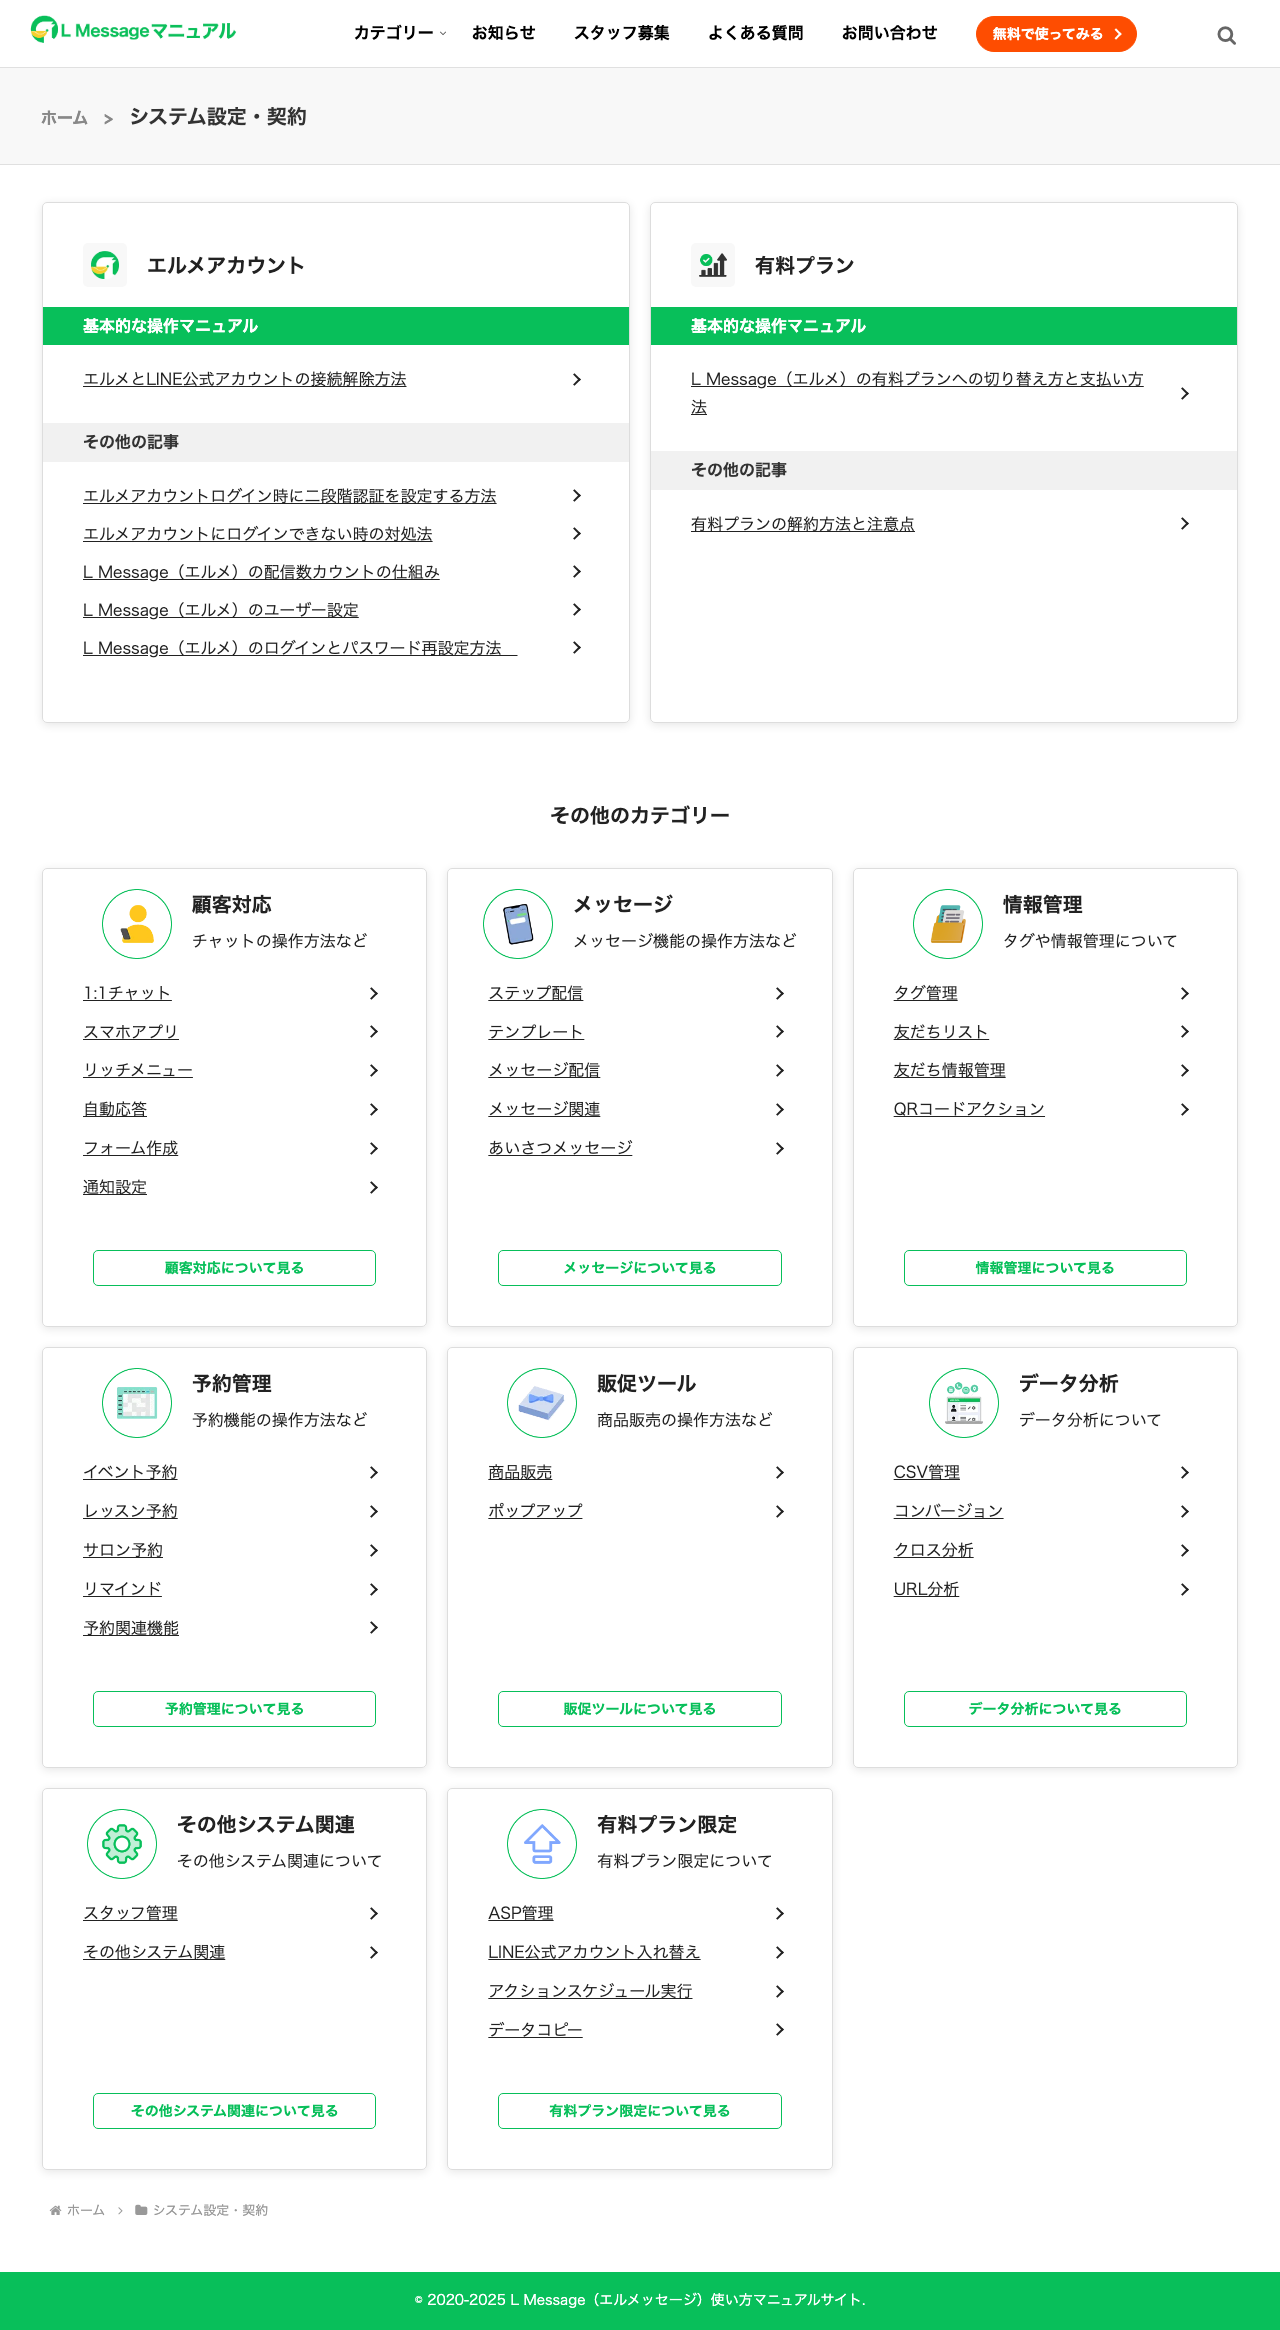 L Messageマニュアル
カテゴリー
お知らせ
スタッフ募集
よくある質問
お問い合わせ
無料で使ってみる
ホーム > システム設定・契約
エルメアカウント
基本的な操作マニュアル
エルメとLINE公式アカウントの接続解除方法
その他の記事
エルメアカウントログイン時に二段階認証を設定する方法
エルメアカウントにログインできない時の対処法
L Message（エルメ）の配信数カウントの仕組み
L Message（エルメ）のユーザー設定
L Message（エルメ）のログインとパスワード再設定方法
有料プラン
基本的な操作マニュアル
L Message（エルメ）の有料プランへの切り替え方と支払い方
法
その他の記事
有料プランの解約方法と注意点
その他のカテゴリー
顧客対応
チャットの操作方法など
1:1チャット
スマホアプリ
リッチメニュー
自動応答
フォーム作成
通知設定
顧客対応について見る
メッセージ
メッセージ機能の操作方法など
ステップ配信
テンプレート
メッセージ配信
メッセージ関連
あいさつメッセージ
メッセージについて見る
情報管理
タグや情報管理について
タグ管理
友だちリスト
友だち情報管理
QRコードアクション
情報管理について見る
予約管理
予約機能の操作方法など
イベント予約
レッスン予約
サロン予約
リマインド
予約関連機能
予約管理について見る
販促ツール
商品販売の操作方法など
商品販売
ポップアップ
販促ツールについて見る
データ分析
データ分析について
CSV管理
コンバージョン
クロス分析
URL分析
データ分析について見る
その他システム関連
その他システム関連について
スタッフ管理
その他システム関連
その他システム関連について見る
有料プラン限定
有料プラン限定について
ASP管理
LINE公式アカウント入れ替え
アクションスケジュール実行
データコピー
有料プラン限定について見る
ホーム > システム設定・契約
© 2020-2025 L Message（エルメッセージ）使い方マニュアルサイト.